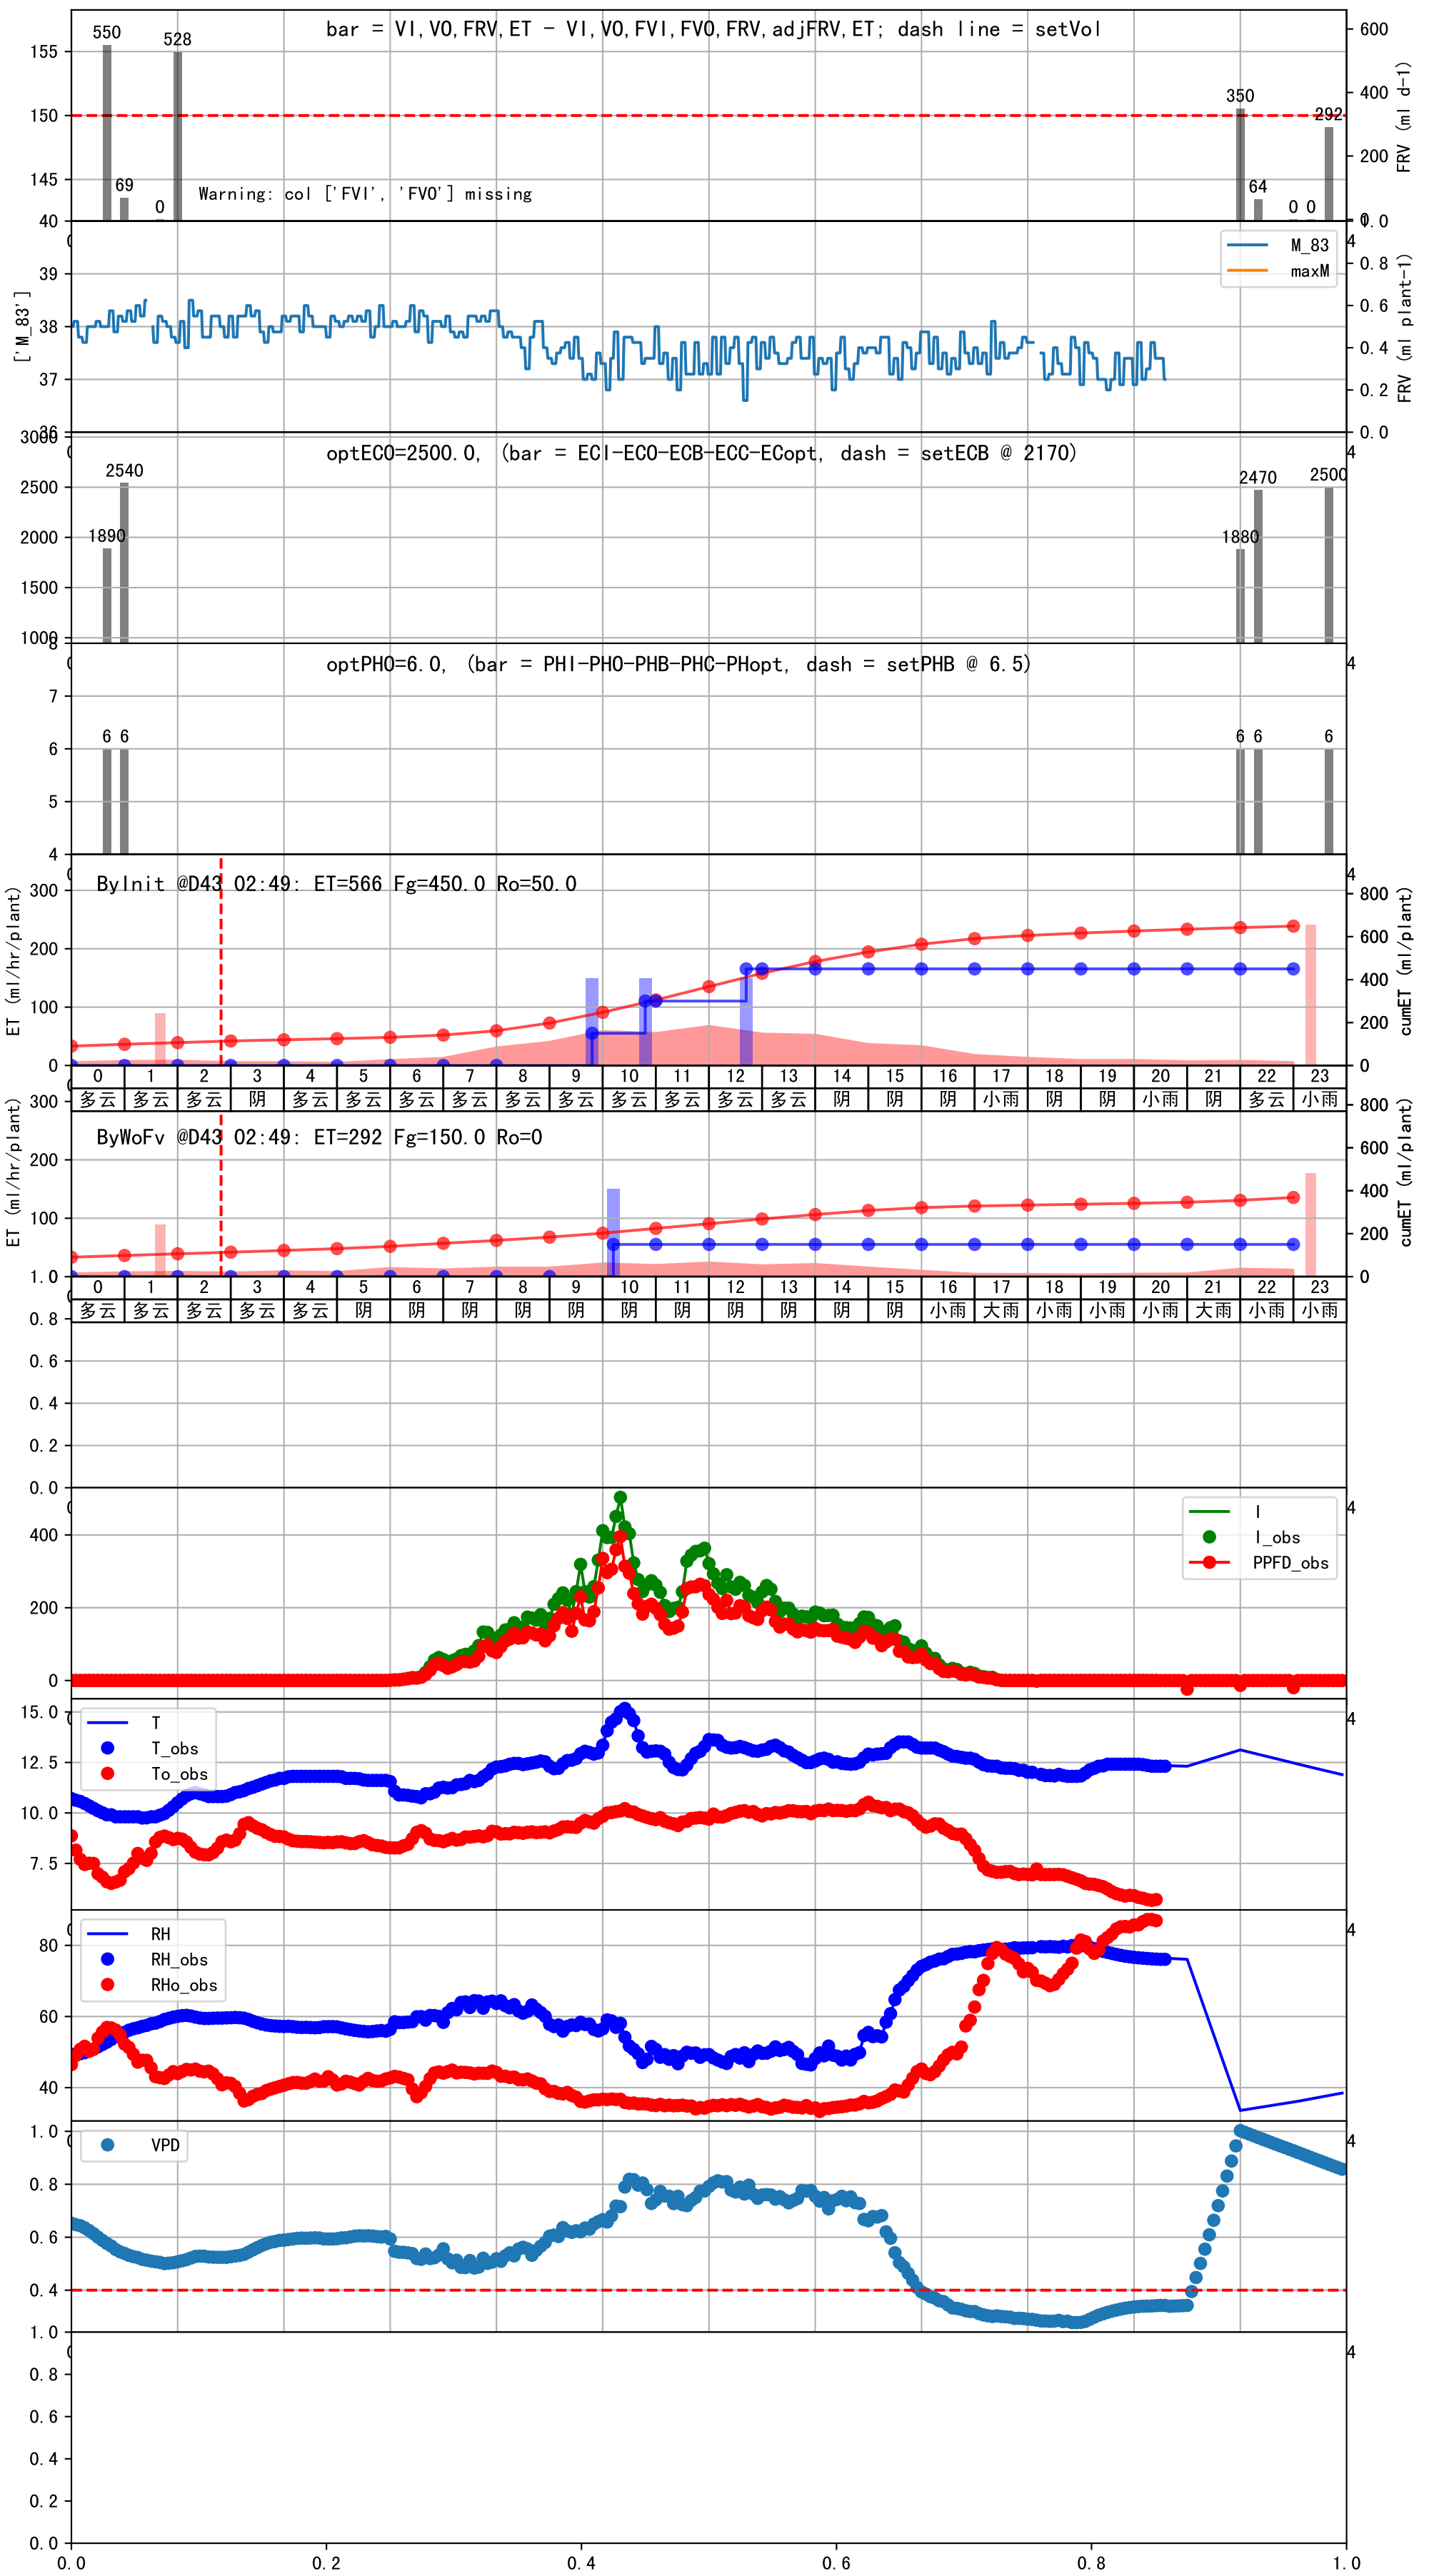 bar = VI,VO,FRV,ET - VI,VO,FVI,FVO,FRV,adjFRV,ET; dash line = setVol
550
528
69
0
350
64
0 0
292
Warning: col ['FVI', 'FVO'] missing
155
150
145
600
400
200
0
FRV (ml d-1)
['M_83']
40
39
38
37
36
1.0
0.8
0.6
0.4
0.2
0.0
FRV (ml plant-1)
M_83
maxM
optECO=2500.0, (bar = ECI-ECO-ECB-ECC-ECopt, dash = setECB @ 2170)
3000
2500
2000
1500
1000
1890
2540
1880
2470
2500
optPHO=6.0, (bar = PHI-PHO-PHB-PHC-PHopt, dash = setPHB @ 6.5)
8
7
6
5
4
6 6
6 6
6
ByInit @D43 02:49: ET=566 Fg=450.0 Ro=50.0
ET (ml/hr/plant)
300
200
100
0
800
600
400
200
0
cumET (ml/plant)
0 1 2 3 4 5 6 7 8 9 10 11 12 13 14 15 16 17 18 19 20 21 22 23
多云 多云 多云 阴 多云 多云 多云 多云 多云 多云 多云 多云 多云 多云 阴 阴 阴 小雨 阴 阴 小雨 阴 多云 小雨
ByWoFv @D43 02:49: ET=292 Fg=150.0 Ro=0
ET (ml/hr/plant)
300
200
100
800
600
400
200
0
cumET (ml/plant)
0 1 2 3 4 5 6 7 8 9 10 11 12 13 14 15 16 17 18 19 20 21 22 23
多云 多云 多云 多云 多云 阴 阴 阴 阴 阴 阴 阴 阴 阴 阴 阴 小雨 大雨 小雨 小雨 小雨 大雨 小雨 小雨
1.0
0.8
0.6
0.4
0.2
0.0
400
200
0
I
I_obs
PPFD_obs
15.0
12.5
10.0
7.5
T
T_obs
To_obs
80
60
40
RH
RH_obs
RHo_obs
1.0
0.8
0.6
0.4
VPD
1.0
0.8
0.6
0.4
0.2
0.0
0.0 0.2 0.4 0.6 0.8 1.0